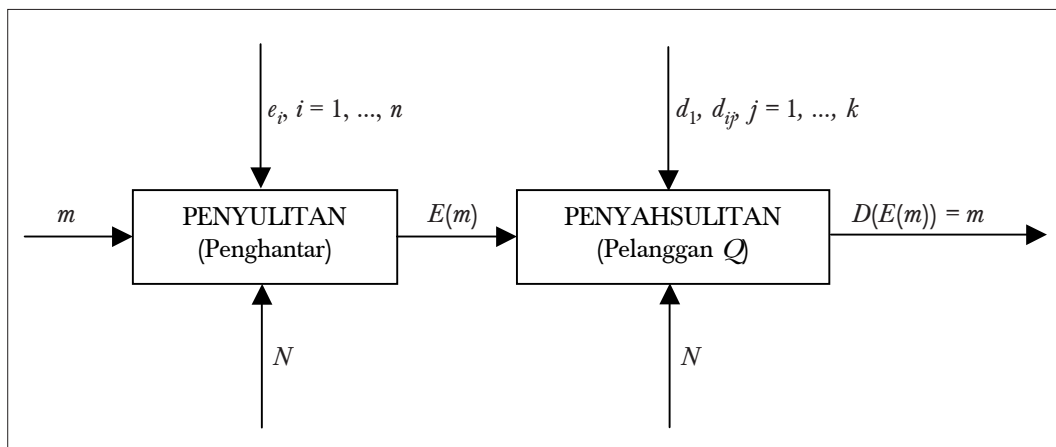 e_i, i = 1, ..., n
d_1, d_ij, j = 1, ..., k
m
PENYULITAN
(Penghantar)
E(m)
PENYAHSULITAN
(Pelanggan Q)
D(E(m)) = m
N
N